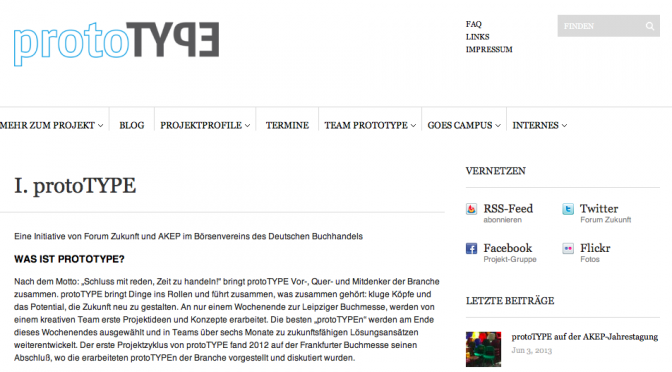 protoTYPE
FAQ
LINKS
IMPRESSUM
FINDEN
MEHR ZUM PROJEKT
BLOG
PROJEKTPROFILE
TERMINE
TEAM PROTOTYPE
GOES CAMPUS
INTERNES
I. protoTYPE
Eine Initiative von Forum Zukunft und AKEP im Börsenvereins des Deutschen Buchhandels
WAS IST PROTOTYPE?
Nach dem Motto: „Schluss mit reden, Zeit zu handeln!" bringt protoTYPE Vor-, Quer- und Mitdenker der Branche
zusammen. protoTYPE bringt Dinge ins Rollen und führt zusammen, was zusammen gehört: kluge Köpfe und
das Potential, die Zukunft neu zu gestalten. An nur einem Wochenende zur Leipziger Buchmesse, werden von
einem kreativen Team erste Projektideen und Konzepte erarbeitet. Die besten „protoTYPEn" werden am Ende
dieses Wochenendes ausgewählt und in Teams über sechs Monate zu zukunftsfähigen Lösungsansätzen
weiterentwickelt. Der erste Projektzyklus von protoTYPE fand 2012 auf der Frankfurter Buchmesse seinen
Abschluß, wo die erarbeiteten protoTYPEn der Branche vorgestellt und diskutiert wurden.
VERNETZEN
RSS-Feed
abonnieren
Twitter
Forum Zukunft
Facebook
Projekt-Gruppe
Flickr
Fotos
LETZTE BEITRÄGE
protoTYPE auf der AKEP-Jahrestagung
Jun 3, 2013